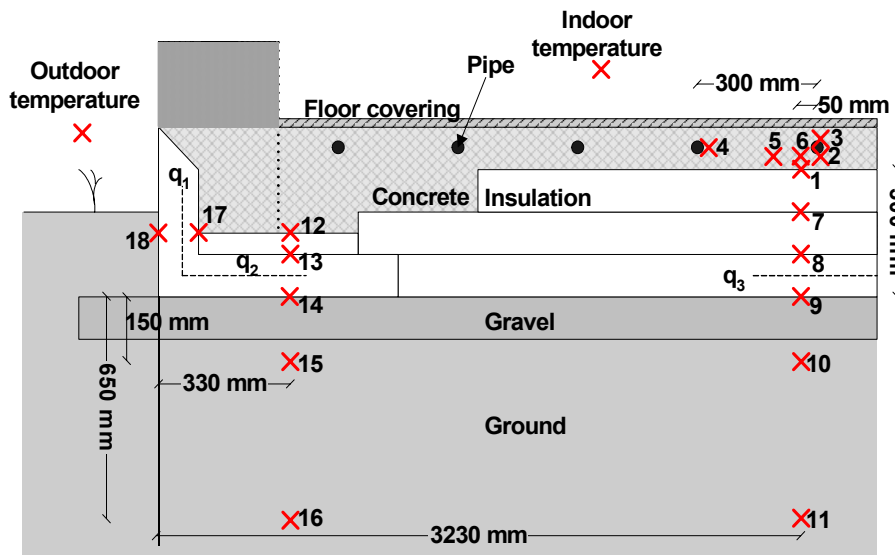 Outdoor
temperature
Indoor
temperature
Pipe
300 mm
50 mm
Floor covering
3
5
6
4
2
1
q1
Concrete
Insulation
17
12
7
18
13
q2
8
q3
14
9
150 mm
Gravel
15
10
330 mm
650 mm
Ground
16
11
3230 mm